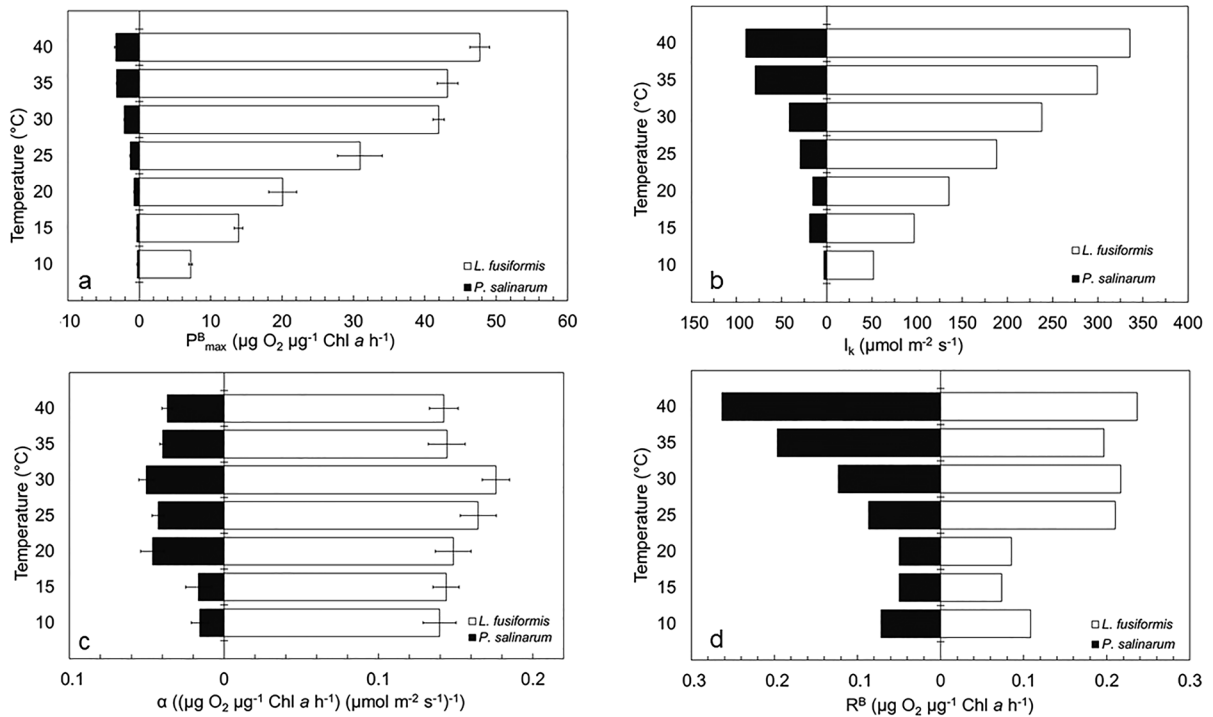 40
35
30
25
20
15
10
Temperature (°C)
a
L. fusiformis
P. salinarum
-10 0 10 20 30 40 50 60
Pᴮmax (µg O₂ µg⁻¹ Chl a h⁻¹)
40
35
30
25
20
15
10
Temperature (°C)
b
L. fusiformis
P. salinarum
150 100 50 0 50 100 150 200 250 300 350 400
Iₖ (µmol m⁻² s⁻¹)
40
35
30
25
20
15
10
Temperature (°C)
c
L. fusiformis
P. salinarum
0.1 0 0.1 0.2
α ((µg O₂ µg⁻¹ Chl a h⁻¹) (µmol m⁻² s⁻¹)⁻¹)
40
35
30
25
20
15
10
Temperature (°C)
d
L. fusiformis
P. salinarum
0.3 0.2 0.1 0 0.1 0.2 0.3
Rᴮ (µg O₂ µg⁻¹ Chl a h⁻¹)